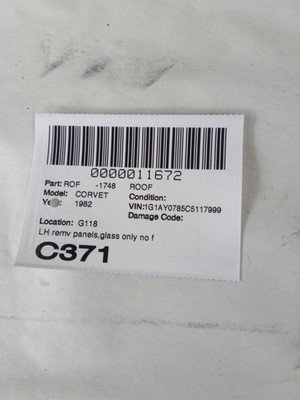 0000011672
Part: ROF -1748 ROOF
Model: CORVET Condition:
1982 VIN:1G1AY0785C5117999
Damage Code:
Location: G118
LH remv panels,glass only no f
C371